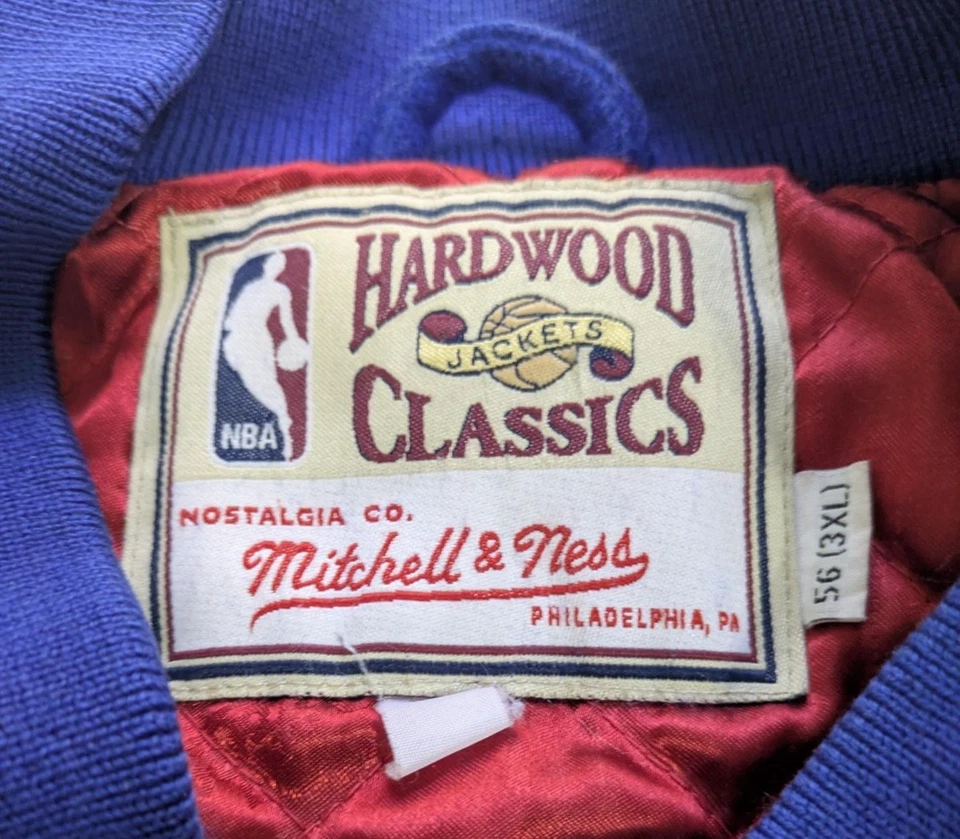 HARDWOOD
JACKETS
CLASSICS
NBA
NOSTALGIA CO.
Mitchell & Ness
PHILADELPHIA, PA
56 (3XL)